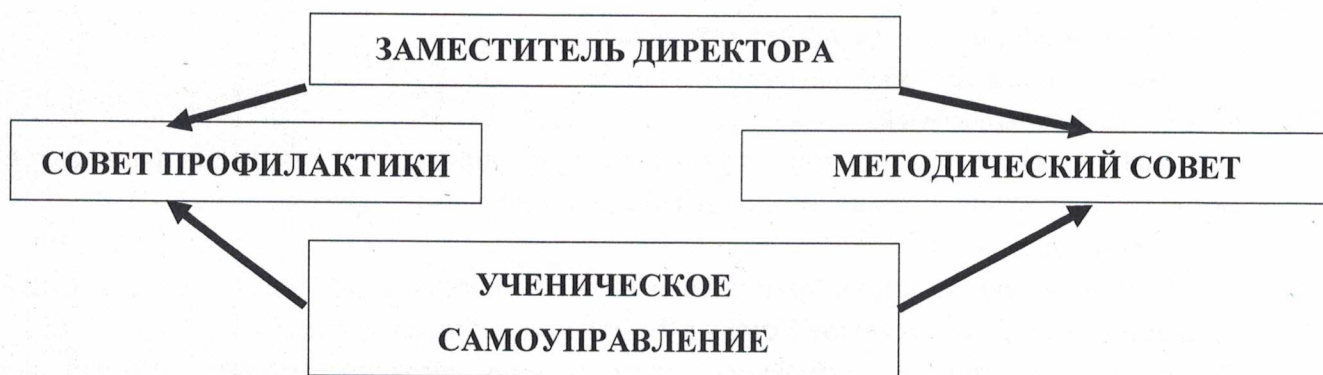 ЗАМЕСТИТЕЛЬ ДИРЕКТОРА
СОВЕТ ПРОФИЛАКТИКИ
МЕТОДИЧЕСКИЙ СОВЕТ
УЧЕНИЧЕСКОЕ
САМОУПРАВЛЕНИЕ